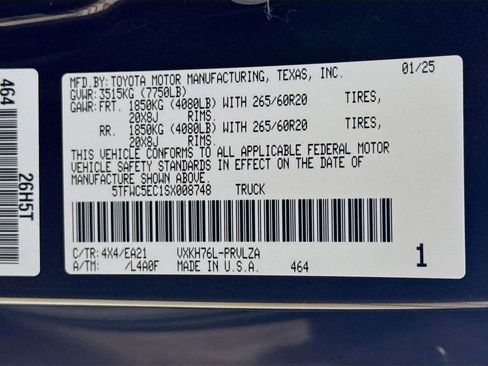 MFD.BY: TOYOTA MOTOR MANUFACTURING, TEXAS, INC. 01/25
GVWR: 3515KG (7750LB)
GAWR: FRT. 1850KG (4080LB) WITH 265/60R20 TIRES,
20X8J RIMS.
RR. 1850KG (4080LB) WITH 265/60R20 TIRES,
20X8J RIMS.
THIS VEHICLE CONFORMS TO ALL APPLICABLE FEDERAL MOTOR
VEHICLE SAFETY STANDARDS IN EFFECT ON THE DATE OF
MANUFACTURE SHOWN ABOVE.
5TFWC5EC1SX008748 TRUCK
C/TR: 4X4/EA21 VXKH76L-PRVLZA
A/TM: /L4A0F MADE IN U.S.A. 464 1
464 26H5T